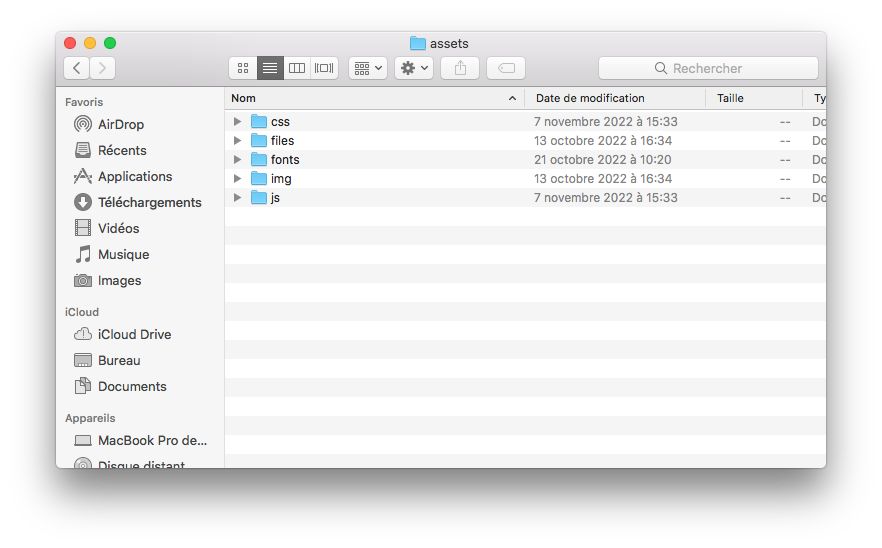 assets
Rechercher
Favoris
AirDrop
Récents
Applications
Téléchargements
Vidéos
Musique
Images
iCloud
iCloud Drive
Bureau
Documents
Appareils
MacBook Pro de...
Disque distant
Nom Date de modification Taille Ty
css 7 novembre 2022 à 15:33 -- Do
files 13 octobre 2022 à 16:34 -- Do
fonts 21 octobre 2022 à 10:20 -- Do
img 13 octobre 2022 à 16:34 -- Do
js 7 novembre 2022 à 15:33 -- Do